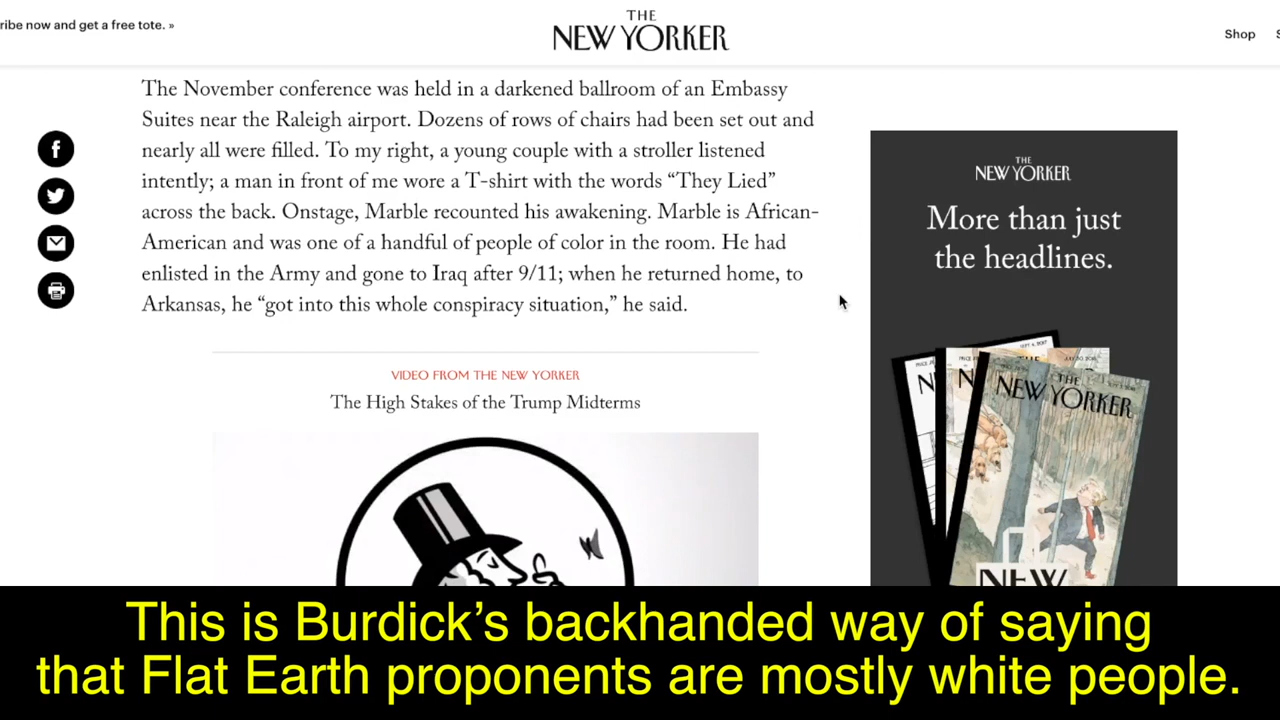 ribe now and get a free tote. »
THE
NEW YORKER
Shop
S
The November conference was held in a darkened ballroom of an Embassy
Suites near the Raleigh airport. Dozens of rows of chairs had been set out and
nearly all were filled. To my right, a young couple with a stroller listened
intently; a man in front of me wore a T-shirt with the words “They Lied”
across the back. Onstage, Marble recounted his awakening. Marble is African-
American and was one of a handful of people of color in the room. He had
enlisted in the Army and gone to Iraq after 9/11; when he returned home, to
Arkansas, he “got into this whole conspiracy situation,” he said.
VIDEO FROM THE NEW YORKER
The High Stakes of the Trump Midterms
THE
NEW YORKER
More than just
the headlines.
THE
NEW YORKER
NEW
This is Burdick’s backhanded way of saying
that Flat Earth proponents are mostly white people.